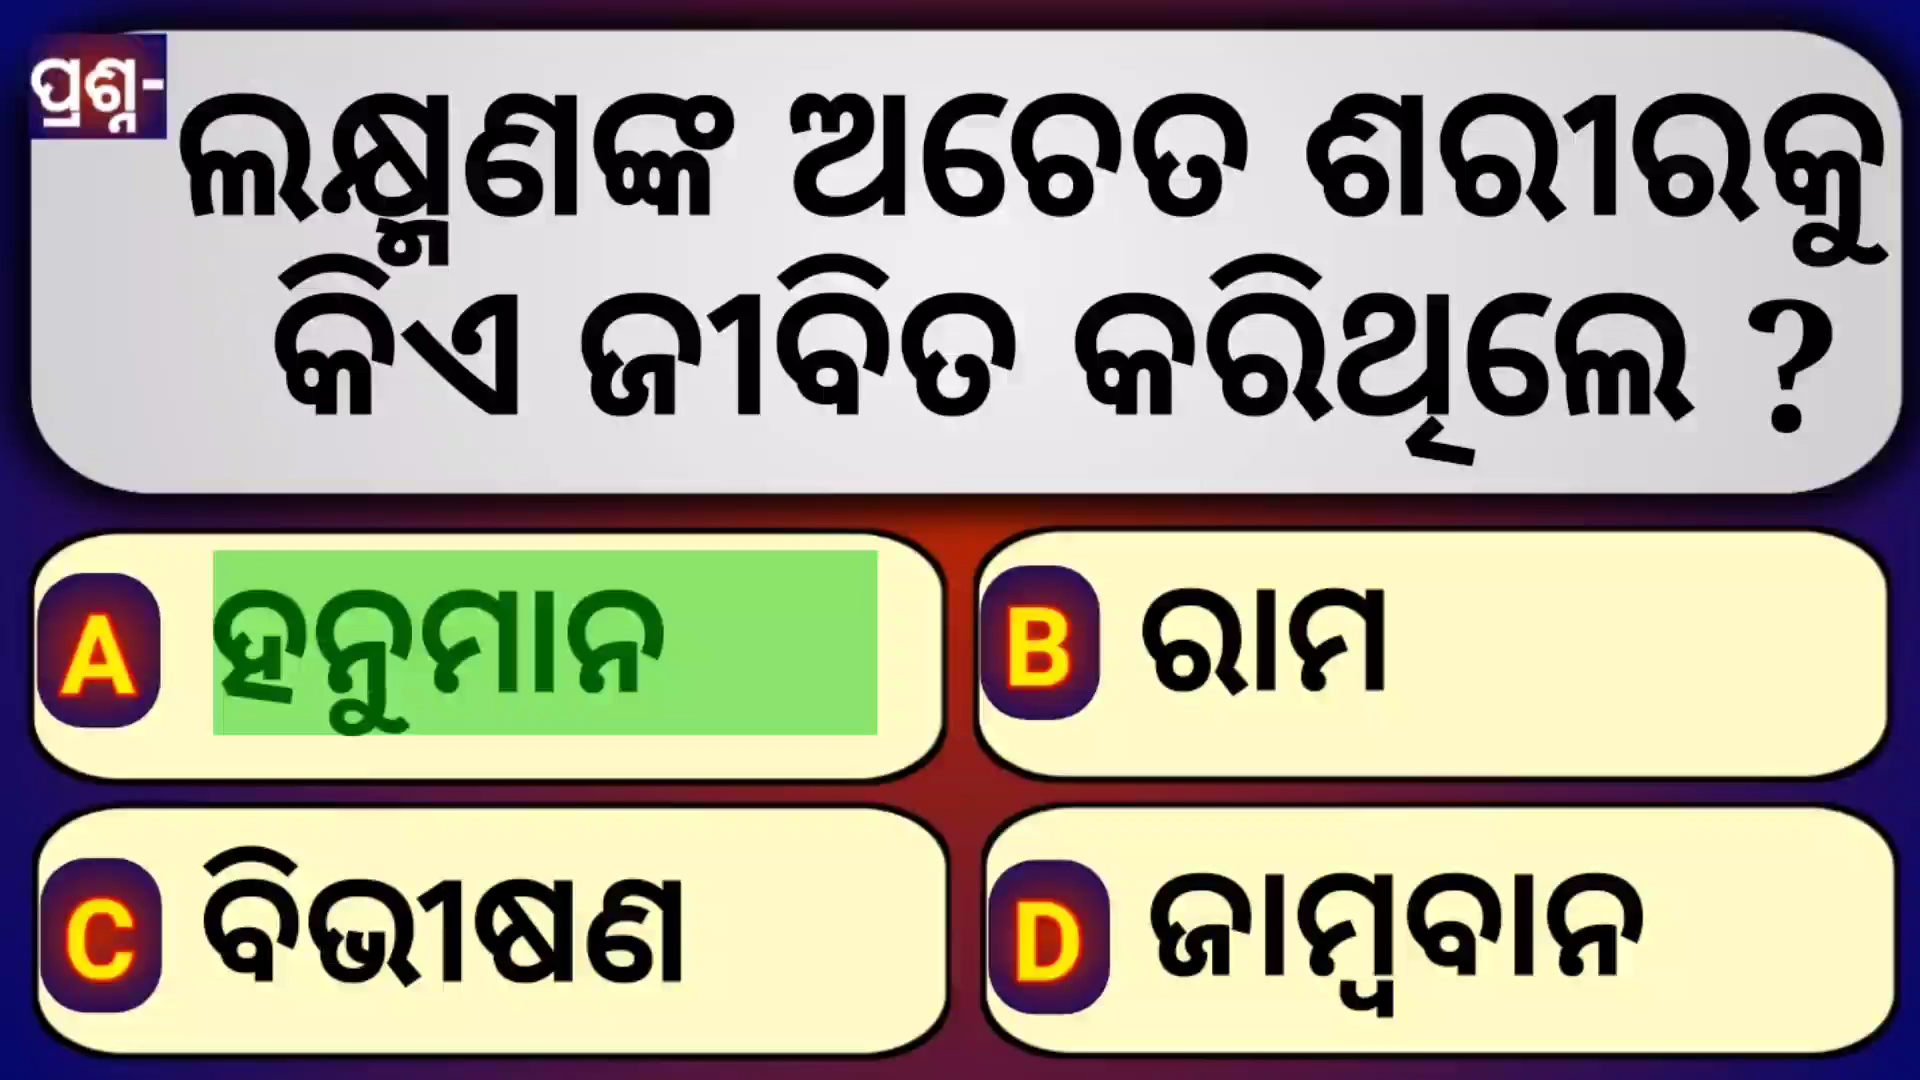 ପ୍ରଶ୍ନ-
ଲକ୍ଷ୍ମଣଙ୍କ ଅଚେତ ଶରୀରକୁ
କିଏ ଜୀବିତ କରିଥିଲେ ?
A ହନୁମାନ
B ରାମ
C ବିଭୀଷଣ
D ଜାମ୍ବବାନ